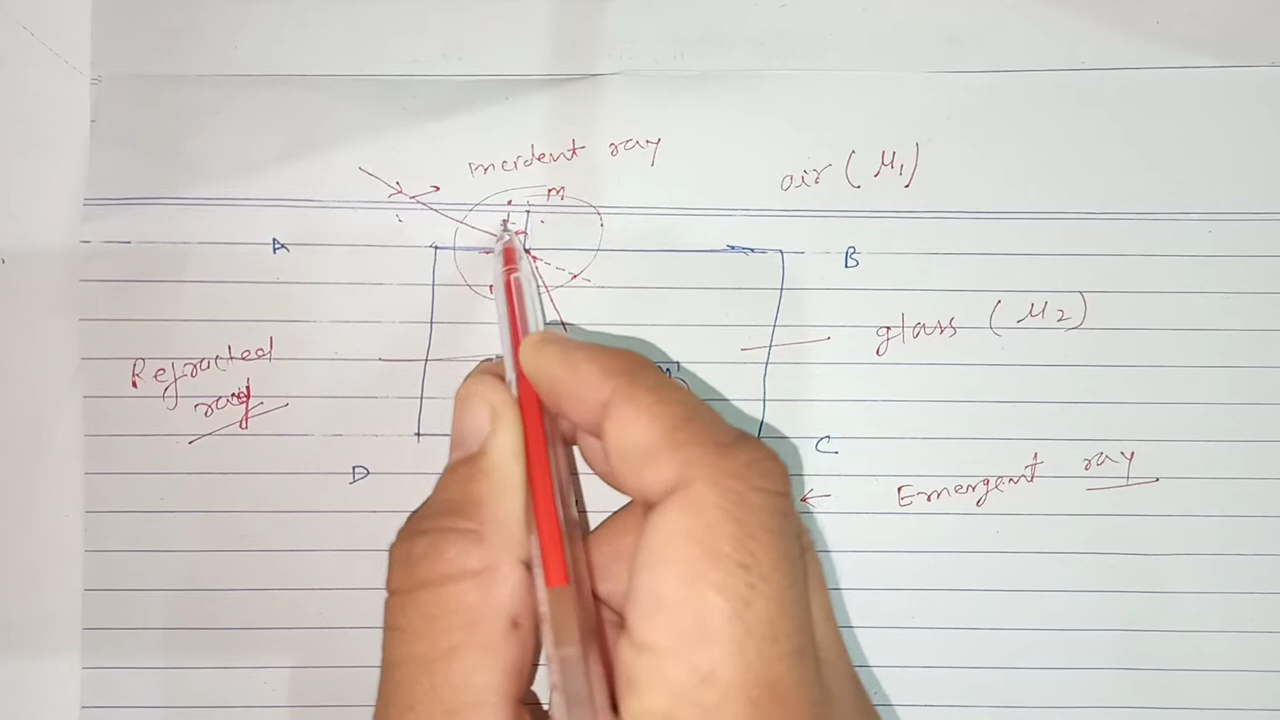 incident ray
M
air (μ1)
A
B
glass (μ2)
Refracted
ray
C
D
← Emergent ray